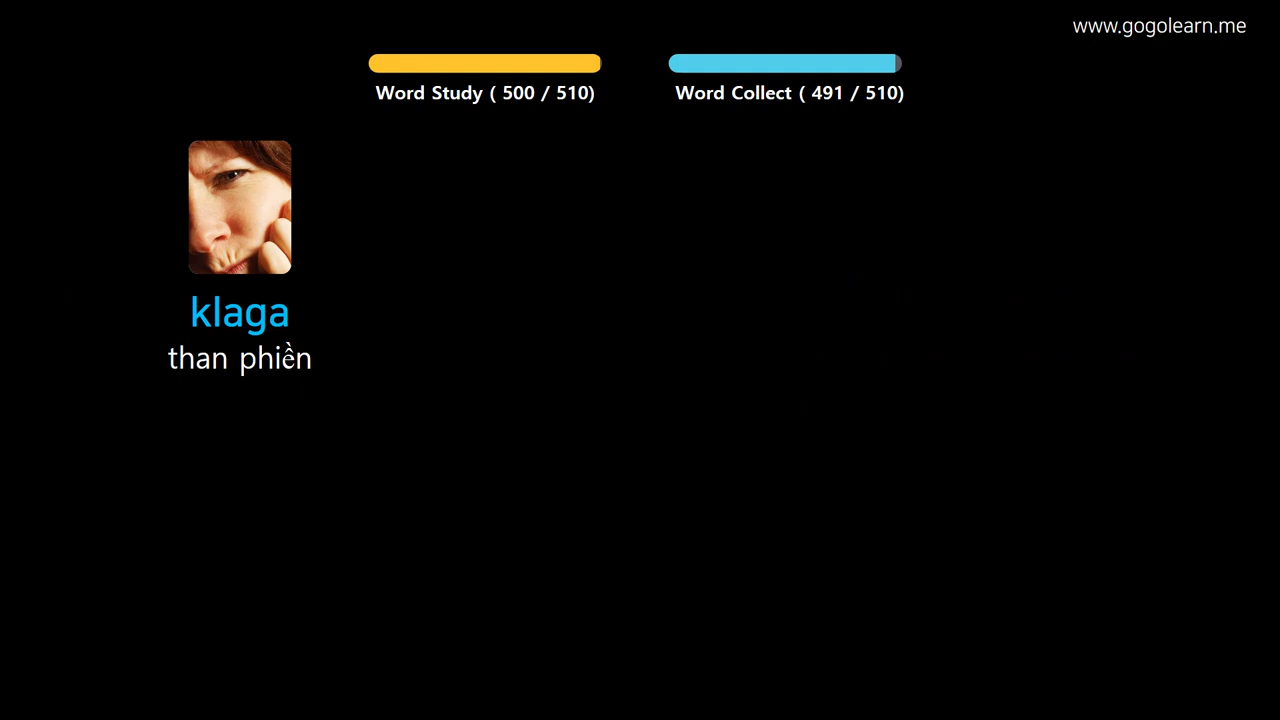 www.gogolearn.me
Word Study ( 500 / 510)
Word Collect ( 491 / 510)
klaga
than phiền